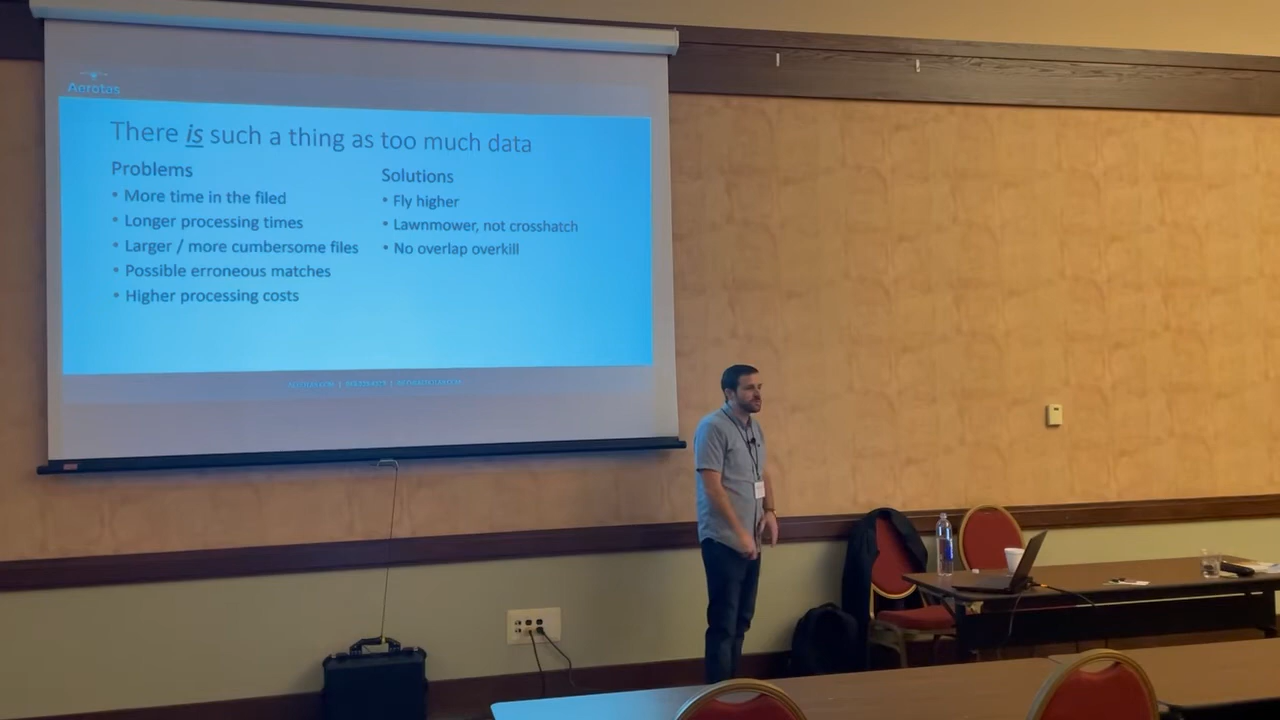 Aerotas
There is such a thing as too much data
Problems
• More time in the filed
• Longer processing times
• Larger / more cumbersome files
• Possible erroneous matches
• Higher processing costs
Solutions
• Fly higher
• Lawnmower, not crosshatch
• No overlap overkill